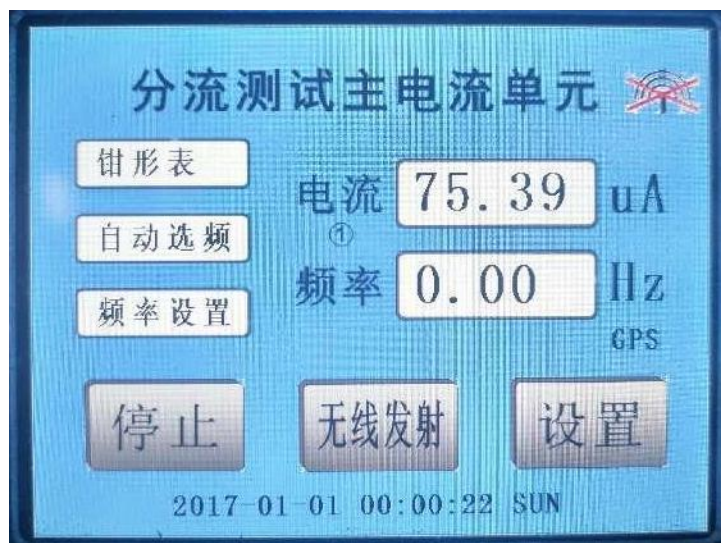 分流测试主电流单元
钳形表
电流 75.39 uA
自动选频
①
频率 0.00 Hz
频率设置
GPS
停止 无线发射 设置
2017-01-01 00:00:22 SUN